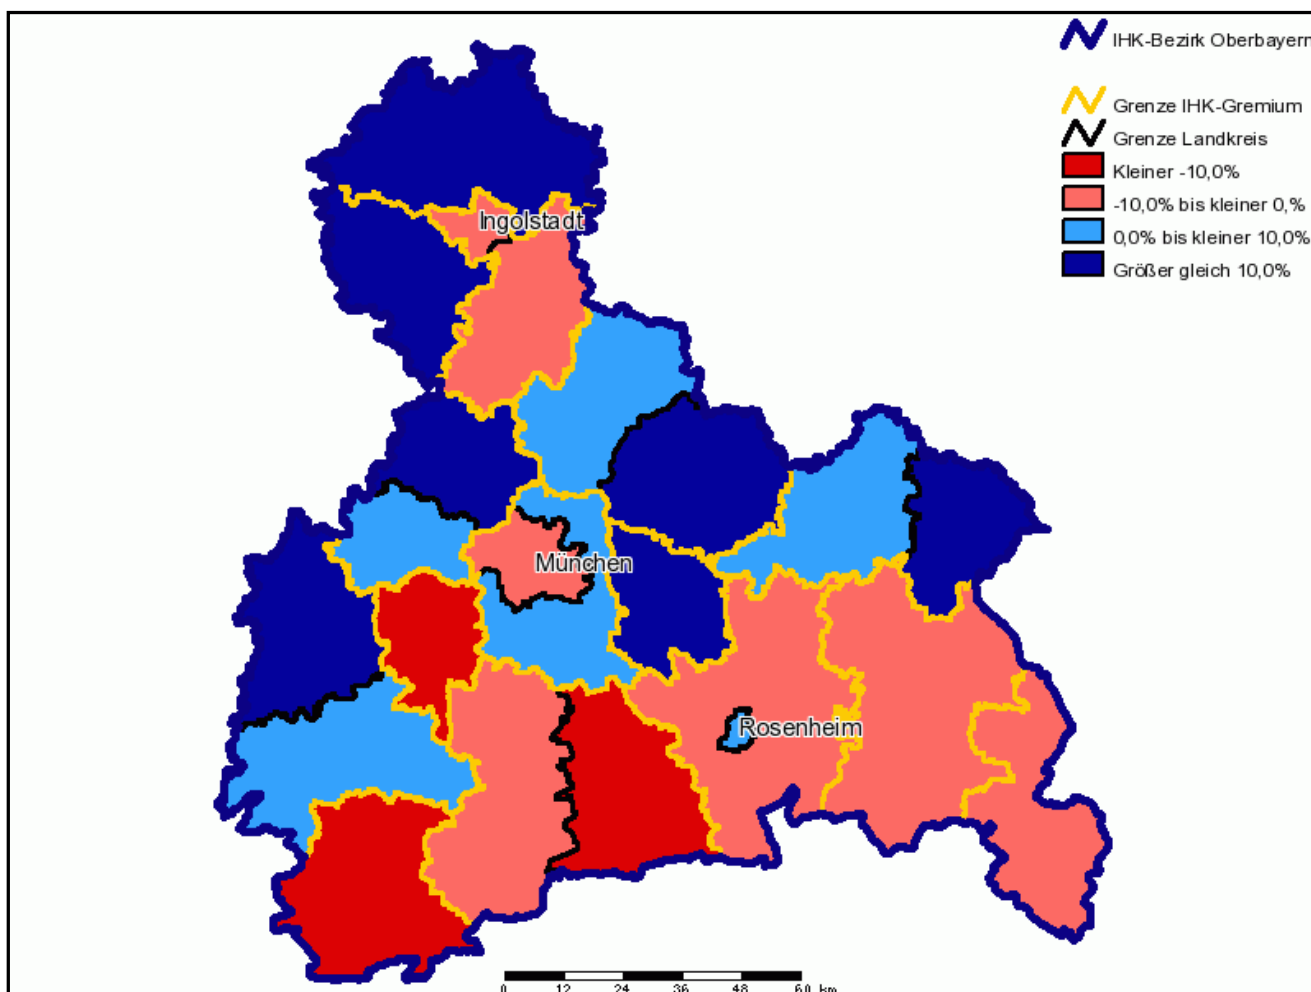 IHK-Bezirk Oberbayern
Grenze IHK-Gremium
Grenze Landkreis
Kleiner -10,0%
-10,0% bis kleiner 0,%
0,0% bis kleiner 10,0%
Größer gleich 10,0%
Ingolstadt
München
Rosenheim
0 12 24 36 48 60 km